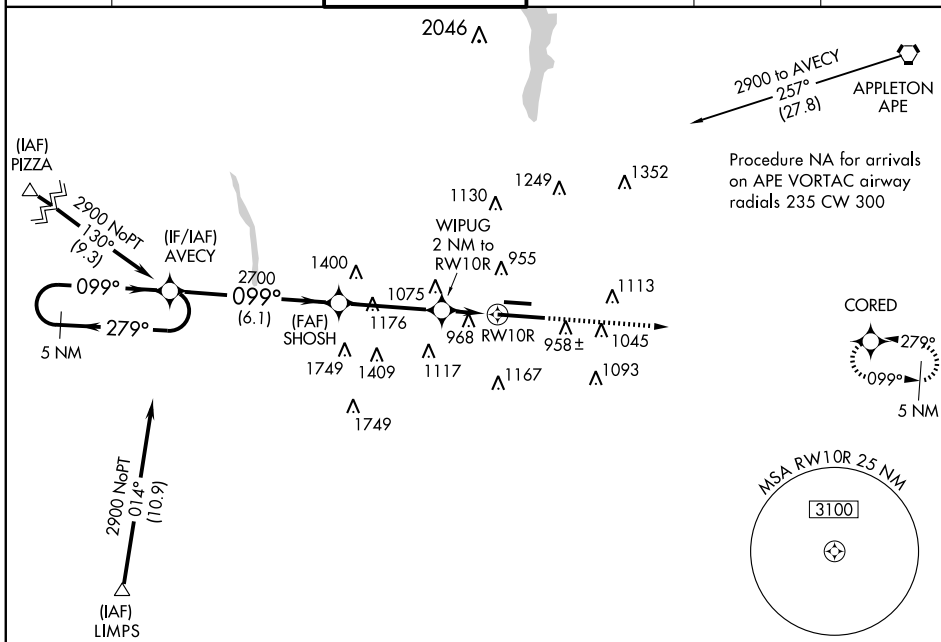 2046
2900 to AVECY
257°
(27.8)
APPLETON
APE
Procedure NA for arrivals
on APE VORTAC airway
radials 235 CW 300
(IAF)
PIZZA
2900 NoPT
130°
(9.3)
(IF/IAF)
AVECY
099°
279°
5 NM
2700
099°
(6.1)
(FAF)
SHOSH
1400
1176
1075
WIPUG
2 NM to
RW10R
1130
1249
1352
955
968
RW10R
1113
958±
1045
1749
1409
1117
1167
1093
1749
CORED
279°
099°
5 NM
2900 NoPT
014°
(10.9)
(IAF)
LIMPS
MSA RW10R 25 NM
3100